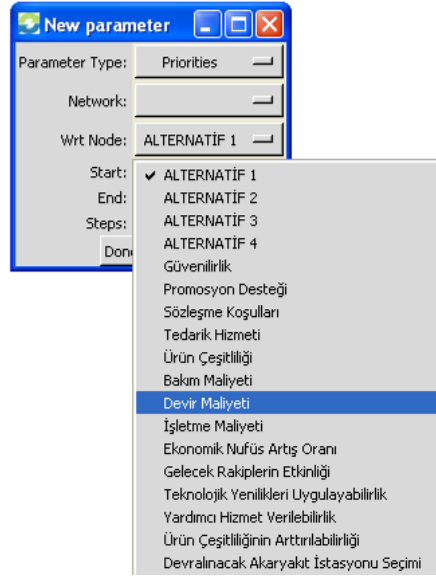 New parameter
Parameter Type: Priorities
Network:
Wrt Node: ALTERNATİF 1
Start:
End:
Steps:
ALTERNATİF 1
ALTERNATİF 2
ALTERNATİF 3
ALTERNATİF 4
Güvenilirlik
Promosyon Desteği
Sözleşme Koşulları
Tedarik Hizmeti
Ürün Çeşitliliği
Bakım Maliyeti
Devir Maliyeti
İşletme Maliyeti
Ekonomik Nufüs Artış Oranı
Gelecek Rakiplerin Etkinliği
Teknolojik Yenilikleri Uygulayabilirlik
Yardımcı Hizmet Verilebilirlik
Ürün Çeşitliliğinin Arttırılabilirliği
Devralınacak Akaryakıt İstasyonu Seçimi